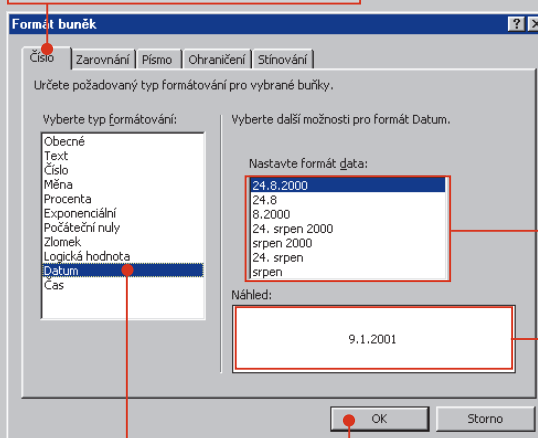 Formát buněk
Číslo Zarovnání Písmo Ohraničení Stínování
Určete požadovaný typ formátování pro vybrané buňky.
Vyberte typ formátování:
Obecné
Text
Číslo
Měna
Procenta
Exponenciální
Počáteční nuly
Zlomek
Logická hodnota
Datum
Čas
Vyberte další možnosti pro formát Datum.
Nastavte formát data:
24.8.2000
24.8
8.2000
24. srpen 2000
srpen 2000
24. srpen
srpen
Náhled:
9.1.2001
OK Storno